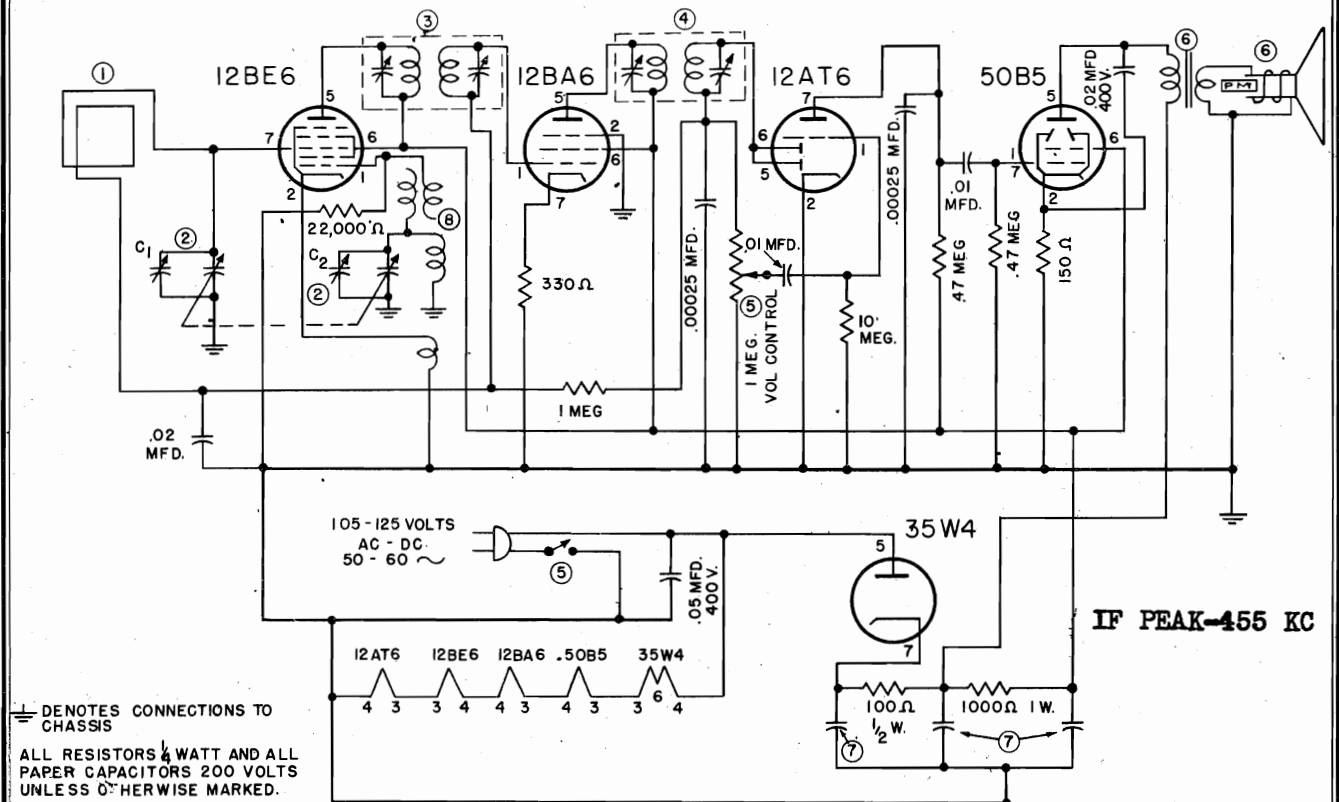 ①
12BE6
③
12BA6
④
12AT6
50B5
.02 MFD
400 V.
⑥
⑥
PM
5
7
6
2
1
5
2
6
1
7
7
6
5
1
2
5
1
7
6
2
22,000 Ω
⑧
C1
②
C2
②
330 Ω
.00025 MFD.
.01 MFD.
⑤
1 MEG.
VOL CONTROL
10
MEG.
.00025 MFD.
.47 MEG
.01
MFD.
.47 MEG
150 Ω
1 MEG
.02
MFD.
105-125 VOLTS
AC - DC.
50 - 60 ~
⑤
.05 MFD.
400 V.
35W4
5
7
IF PEAK-455 KC
12AT6 12BE6 12BA6 .50B5 35W4
4 3 3 4 4 3 4 3 3 6 4
100 Ω
1/2 W.
1000 Ω 1 W.
⑦
⑦
DENOTES CONNECTIONS TO
CHASSIS
ALL RESISTORS 1/4 WATT AND ALL
PAPER CAPACITORS 200 VOLTS
UNLESS OTHERWISE MARKED.